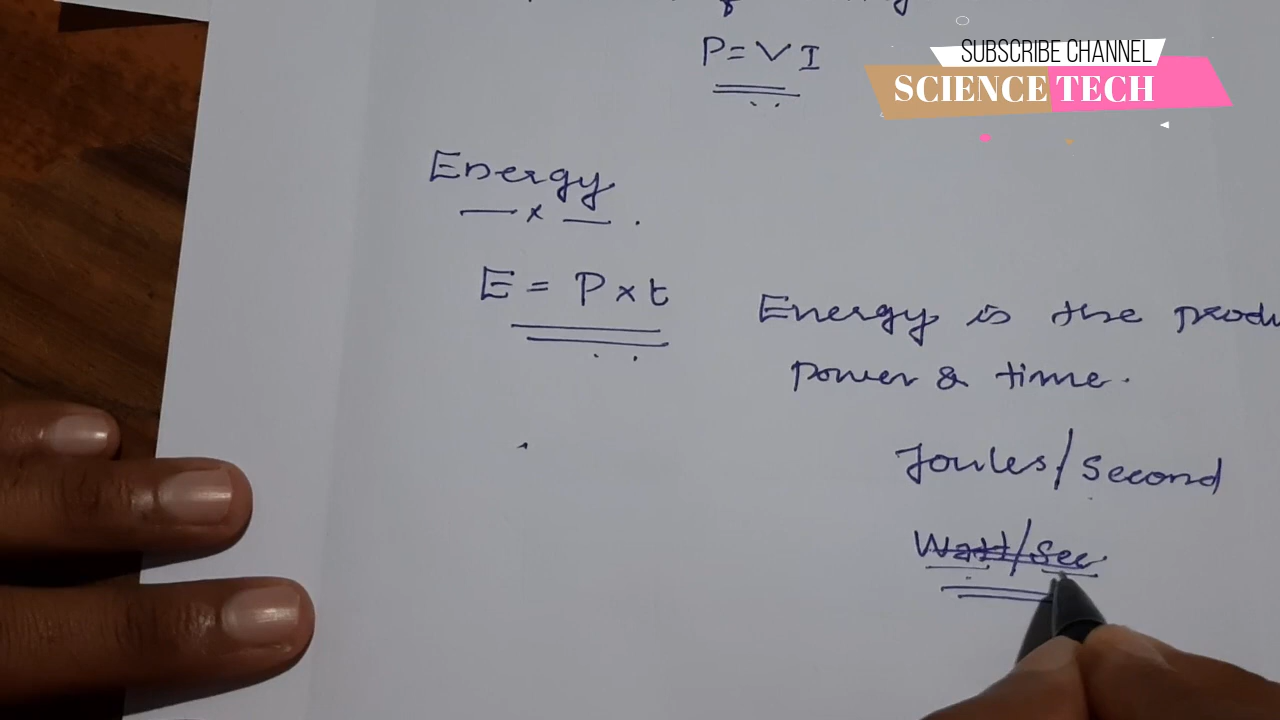 P = V I
SUBSCRIBE CHANNEL
SCIENCE TECH
Energy
E = P x t
Energy is the produ
power & time.
Joules/second
Watt/Sec